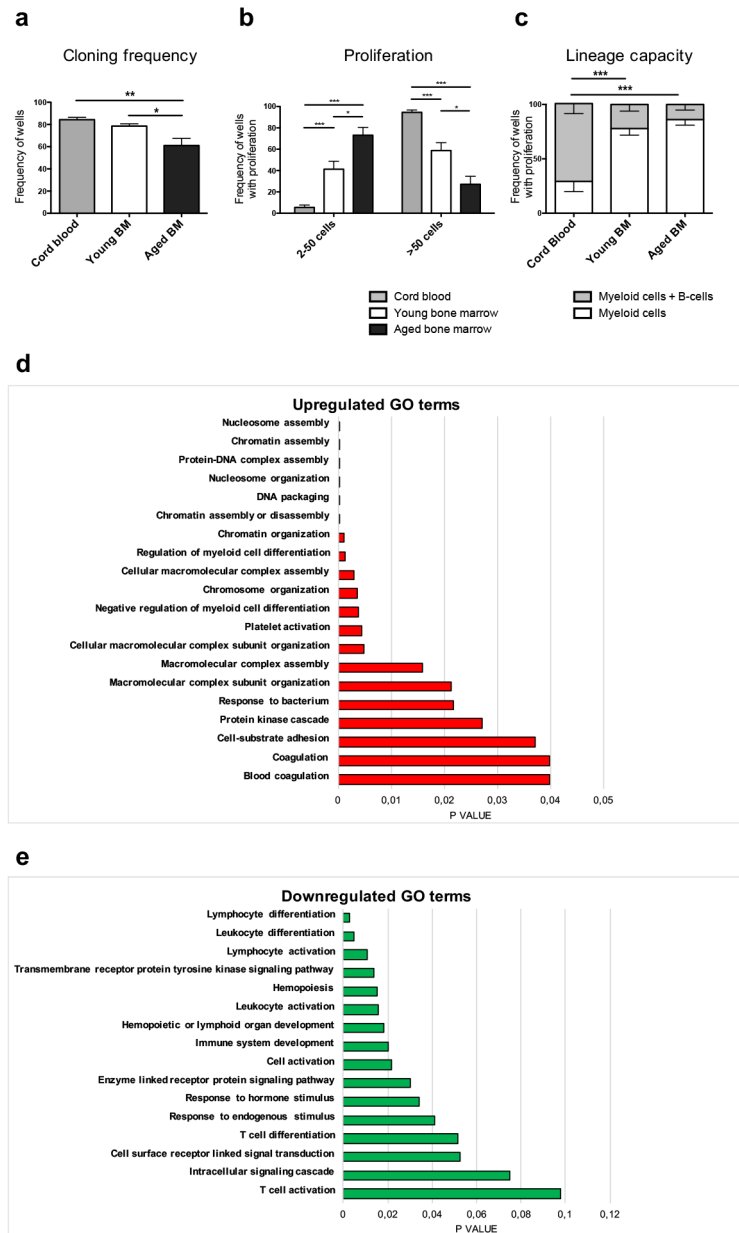 a
b
c
Cloning frequency
Proliferation
Lineage capacity
**
*
Frequency of wells
100
80
60
40
20
0
Cord blood
Young BM
Aged BM
***
***
*
***
***
*
Frequency of wells
with proliferation
100
80
60
40
20
0
2-50 cells
>50 cells
Cord blood
Young bone marrow
Aged bone marrow
***
***
Frequency of wells
with proliferation
100
50
0
Cord Blood
Young BM
Aged BM
Myeloid cells + B-cells
Myeloid cells
d
Upregulated GO terms
Nucleosome assembly
Chromatin assembly
Protein-DNA complex assembly
Nucleosome organization
DNA packaging
Chromatin assembly or disassembly
Chromatin organization
Regulation of myeloid cell differentiation
Cellular macromolecular complex assembly
Chromosome organization
Negative regulation of myeloid cell differentiation
Platelet activation
Cellular macromolecular complex subunit organization
Macromolecular complex assembly
Macromolecular complex subunit organization
Response to bacterium
Protein kinase cascade
Cell-substrate adhesion
Coagulation
Blood coagulation
0 0,01 0,02 0,03 0,04 0,05
P VALUE
e
Downregulated GO terms
Lymphocyte differentiation
Leukocyte differentiation
Lymphocyte activation
Transmembrane receptor protein tyrosine kinase signaling pathway
Hemopoiesis
Leukocyte activation
Hemopoietic or lymphoid organ development
Immune system development
Cell activation
Enzyme linked receptor protein signaling pathway
Response to hormone stimulus
Response to endogenous stimulus
T cell differentiation
Cell surface receptor linked signal transduction
Intracellular signaling cascade
T cell activation
0 0,02 0,04 0,06 0,08 0,1 0,12
P VALUE